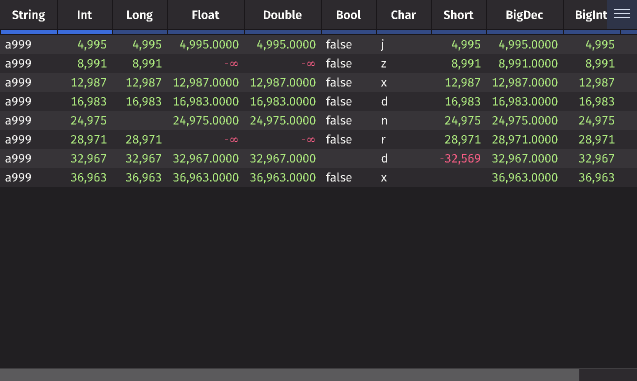 String Int Long Float Double Bool Char Short BigDec BigInt
a999 4,995 4,995 4,995.0000 4,995.0000 false j 4,995 4,995.0000 4,995
a999 8,991 8,991 -∞ -∞ false z 8,991 8,991.0000 8,991
a999 12,987 12,987 12,987.0000 12,987.0000 false x 12,987 12,987.0000 12,987
a999 16,983 16,983 16,983.0000 16,983.0000 false d 16,983 16,983.0000 16,983
a999 24,975 24,975.0000 24,975.0000 false n 24,975 24,975.0000 24,975
a999 28,971 28,971 -∞ -∞ false r 28,971 28,971.0000 28,971
a999 32,967 32,967 32,967.0000 32,967.0000 d -32,569 32,967.0000 32,967
a999 36,963 36,963 36,963.0000 36,963.0000 false x 36,963.0000 36,963